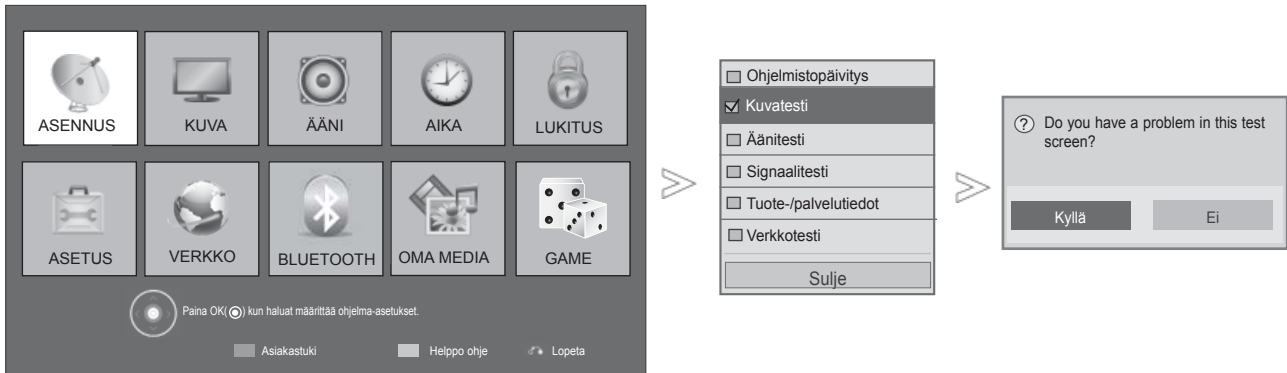 ASENNUS
KUVA
ÄÄNI
AIKA
LUKITUS
ASETUS
VERKKO
BLUETOOTH
OMA MEDIA
GAME
Paina OK( ) kun haluat määrittää ohjelma-asetukset.
Asiakastuki
Helppo ohje
Lopeta
Ohjelmistopäivitys
Kuvatesti
Äänitesti
Signaalitesti
Tuote-/palvelutiedot
Verkkotesti
Sulje
? Do you have a problem in this test
screen?
Kyllä
Ei